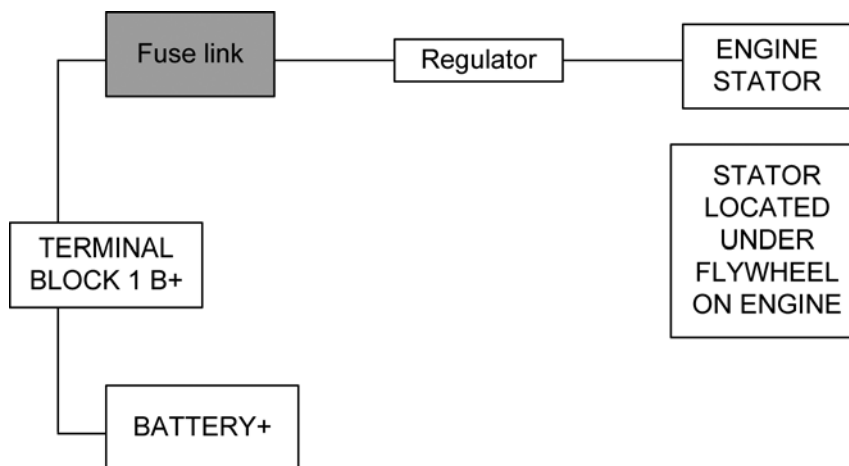 Fuse link
Regulator
ENGINE
STATOR
STATOR
LOCATED
UNDER
FLYWHEEL
ON ENGINE
TERMINAL
BLOCK 1 B+
BATTERY+